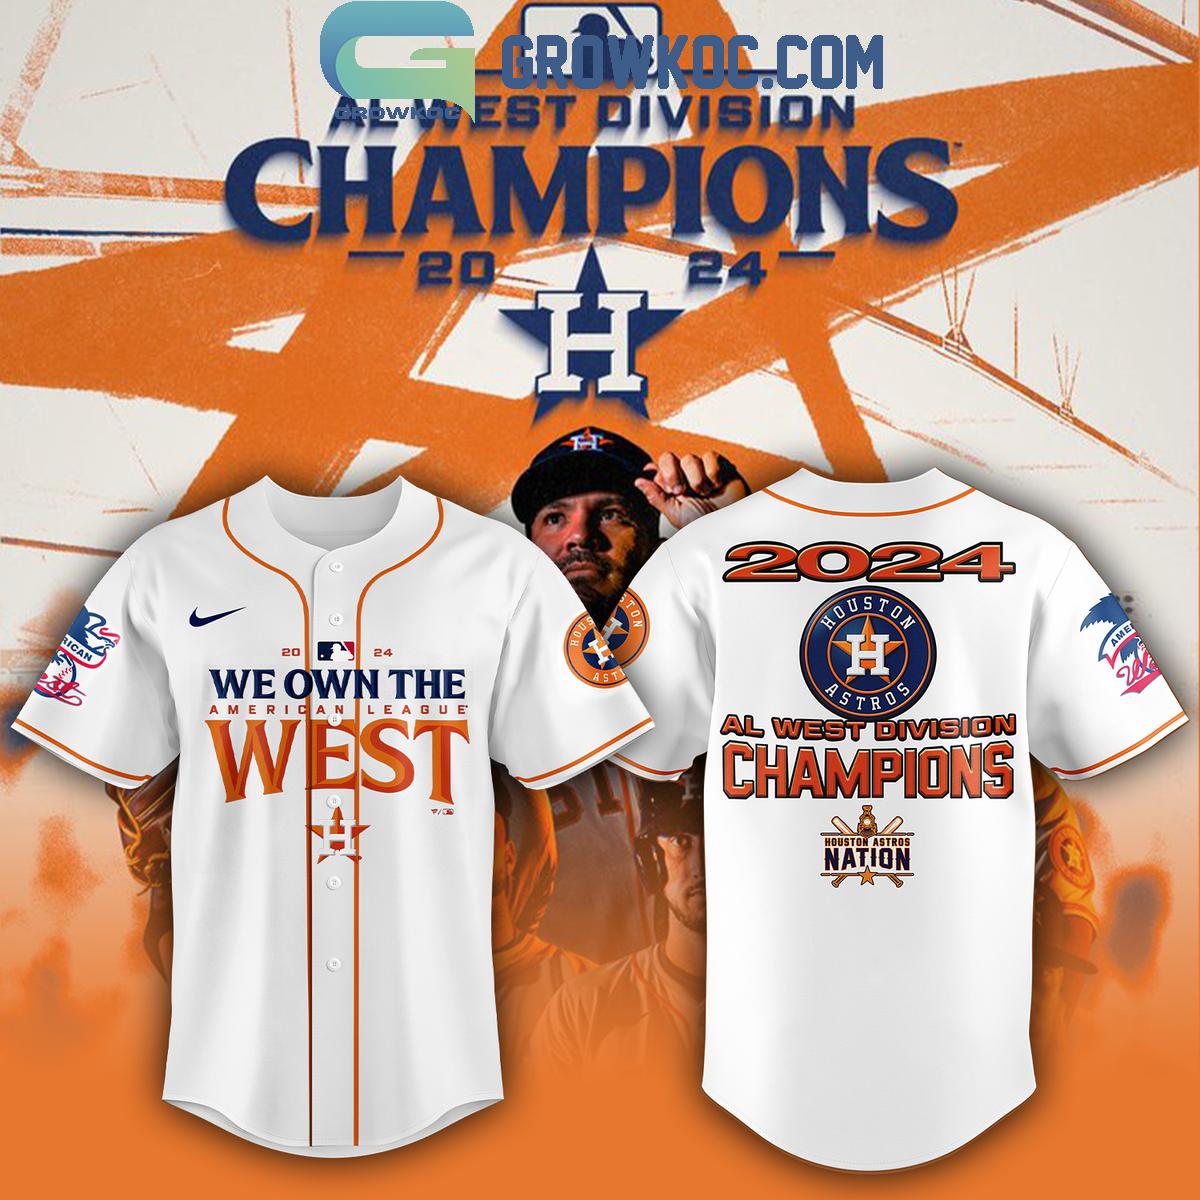 GROWKOC.COM
GROWKOC
AL WEST DIVISION
CHAMPIONS
20 24
H
H
20 24
WE OWN THE
AMERICAN LEAGUE
WEST
H
HOUSTON
H
ASTROS
2024
HOUSTON
H
ASTROS
AL WEST DIVISION
CHAMPIONS
HOUSTON ASTROS
NATION